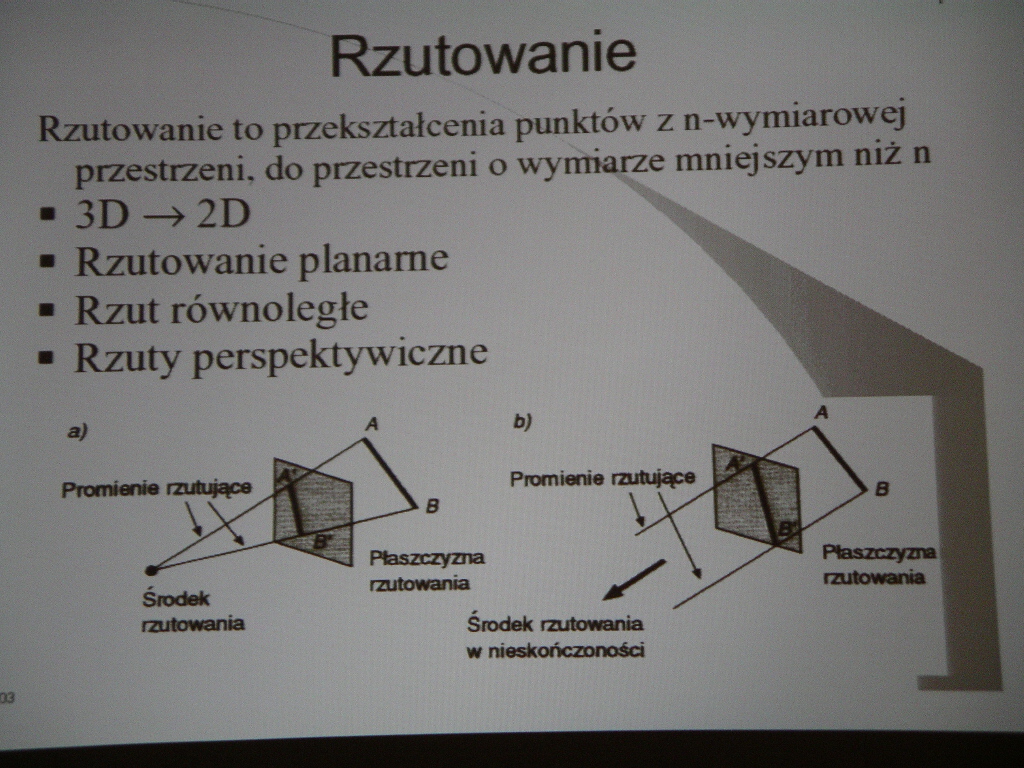 Rzutowanie
Rzutowanie to przekształcenia punktów z n-wymiarowej
przestrzeni, do przestrzeni o wymiarze mniejszym niż n
▪ 3D → 2D
▪ Rzutowanie planarne
▪ Rzut równoległe
▪ Rzuty perspektywiczne
a)
A
Promienie rzutujące
A'
B
B'
Płaszczyzna
rzutowania
Środek
rzutowania
b)
A
Promienie rzutujące
A'
B
B'
Płaszczyzna
rzutowania
Środek rzutowania
w nieskończoności
03